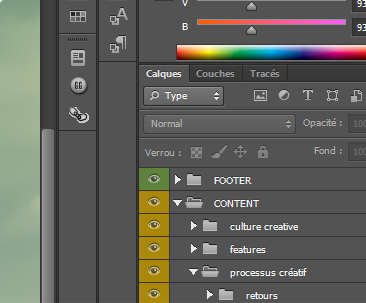 V 93
B 93
A
Calques Couches Tracés
Type
T
Normal Opacité : 100
Verrou : Fond : 100
FOOTER
CONTENT
culture creative
features
processus créatif
retours